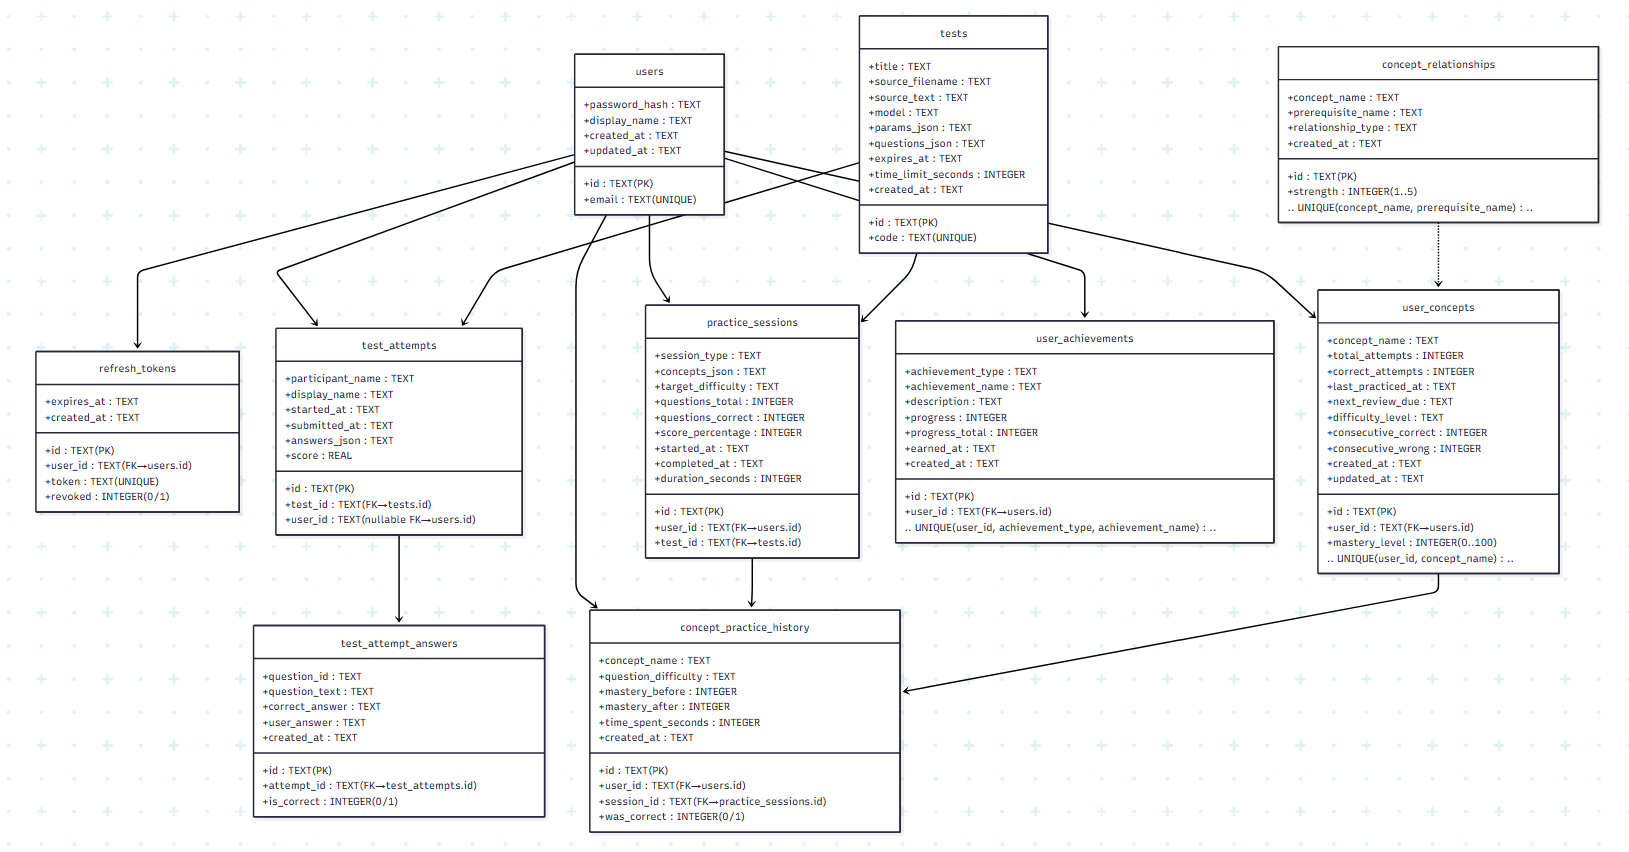 users
+password_hash : TEXT
+display_name : TEXT
+created_at : TEXT
+updated_at : TEXT
+id : TEXT(PK)
+email : TEXT(UNIQUE)
tests
+title : TEXT
+source_filename : TEXT
+source_text : TEXT
+model : TEXT
+params_json : TEXT
+questions_json : TEXT
+expires_at : TEXT
+time_limit_seconds : INTEGER
+created_at : TEXT
+id : TEXT(PK)
+code : TEXT(UNIQUE)
concept_relationships
+concept_name : TEXT
+prerequisite_name : TEXT
+relationship_type : TEXT
+created_at : TEXT
+id : TEXT(PK)
+strength : INTEGER(1..5)
.. UNIQUE(concept_name, prerequisite_name) : ..
refresh_tokens
+expires_at : TEXT
+created_at : TEXT
+id : TEXT(PK)
+user_id : TEXT(FK→users.id)
+token : TEXT(UNIQUE)
+revoked : INTEGER(0/1)
test_attempts
+participant_name : TEXT
+display_name : TEXT
+started_at : TEXT
+submitted_at : TEXT
+answers_json : TEXT
+score : REAL
+id : TEXT(PK)
+test_id : TEXT(FK→tests.id)
+user_id : TEXT(nullable FK→users.id)
practice_sessions
+session_type : TEXT
+concepts_json : TEXT
+target_difficulty : TEXT
+questions_total : INTEGER
+questions_correct : INTEGER
+score_percentage : INTEGER
+started_at : TEXT
+completed_at : TEXT
+duration_seconds : INTEGER
+id : TEXT(PK)
+user_id : TEXT(FK→users.id)
+test_id : TEXT(FK→tests.id)
user_achievements
+achievement_type : TEXT
+achievement_name : TEXT
+description : TEXT
+progress : INTEGER
+progress_total : INTEGER
+earned_at : TEXT
+created_at : TEXT
+id : TEXT(PK)
+user_id : TEXT(FK→users.id)
.. UNIQUE(user_id, achievement_type, achievement_name) : ..
user_concepts
+concept_name : TEXT
+total_attempts : INTEGER
+correct_attempts : INTEGER
+last_practiced_at : TEXT
+next_review_due : TEXT
+difficulty_level : TEXT
+consecutive_correct : INTEGER
+consecutive_wrong : INTEGER
+created_at : TEXT
+updated_at : TEXT
+id : TEXT(PK)
+user_id : TEXT(FK→users.id)
+mastery_level : INTEGER(0..100)
.. UNIQUE(user_id, concept_name) : ..
test_attempt_answers
+question_id : TEXT
+question_text : TEXT
+correct_answer : TEXT
+user_answer : TEXT
+created_at : TEXT
+id : TEXT(PK)
+attempt_id : TEXT(FK→test_attempts.id)
+is_correct : INTEGER(0/1)
concept_practice_history
+concept_name : TEXT
+question_difficulty : TEXT
+mastery_before : INTEGER
+mastery_after : INTEGER
+time_spent_seconds : INTEGER
+created_at : TEXT
+id : TEXT(PK)
+user_id : TEXT(FK→users.id)
+session_id : TEXT(FK→practice_sessions.id)
+was_correct : INTEGER(0/1)